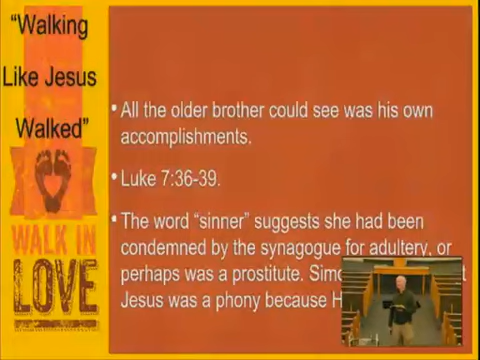 “Walking
Like Jesus
Walked”
WALK IN
LOVE
• All the older brother could see was his own
accomplishments.
• Luke 7:36-39.
• The word “sinner” suggests she had been
condemned by the synagogue for adultery, or
perhaps was a prostitute.
Jesus was a phony because